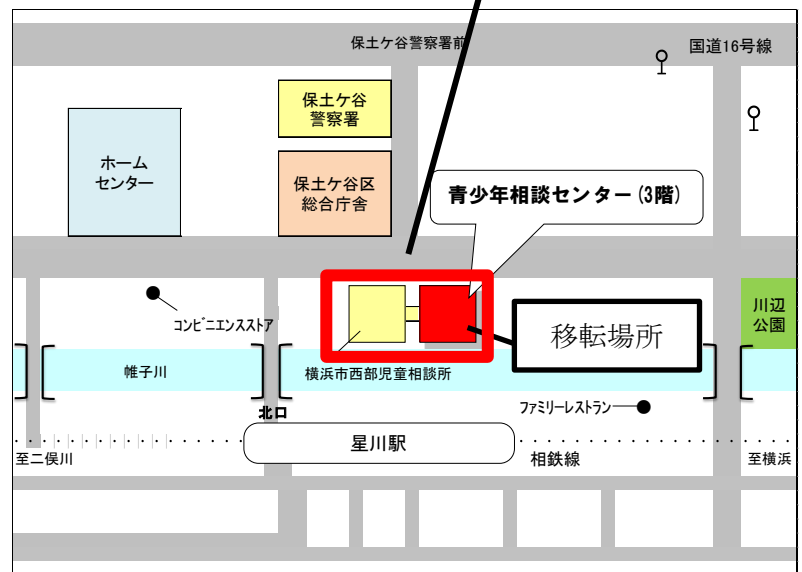 保土ケ谷警察署前
国道16号線
保土ケ谷
警察署
ホーム
センター
保土ケ谷区
総合庁舎
青少年相談センター(3階)
コンビニエンスストア
移転場所
川辺
公園
帷子川
横浜市西部児童相談所
北口
ファミリーレストラン
星川駅
至二俣川
相鉄線
至横浜